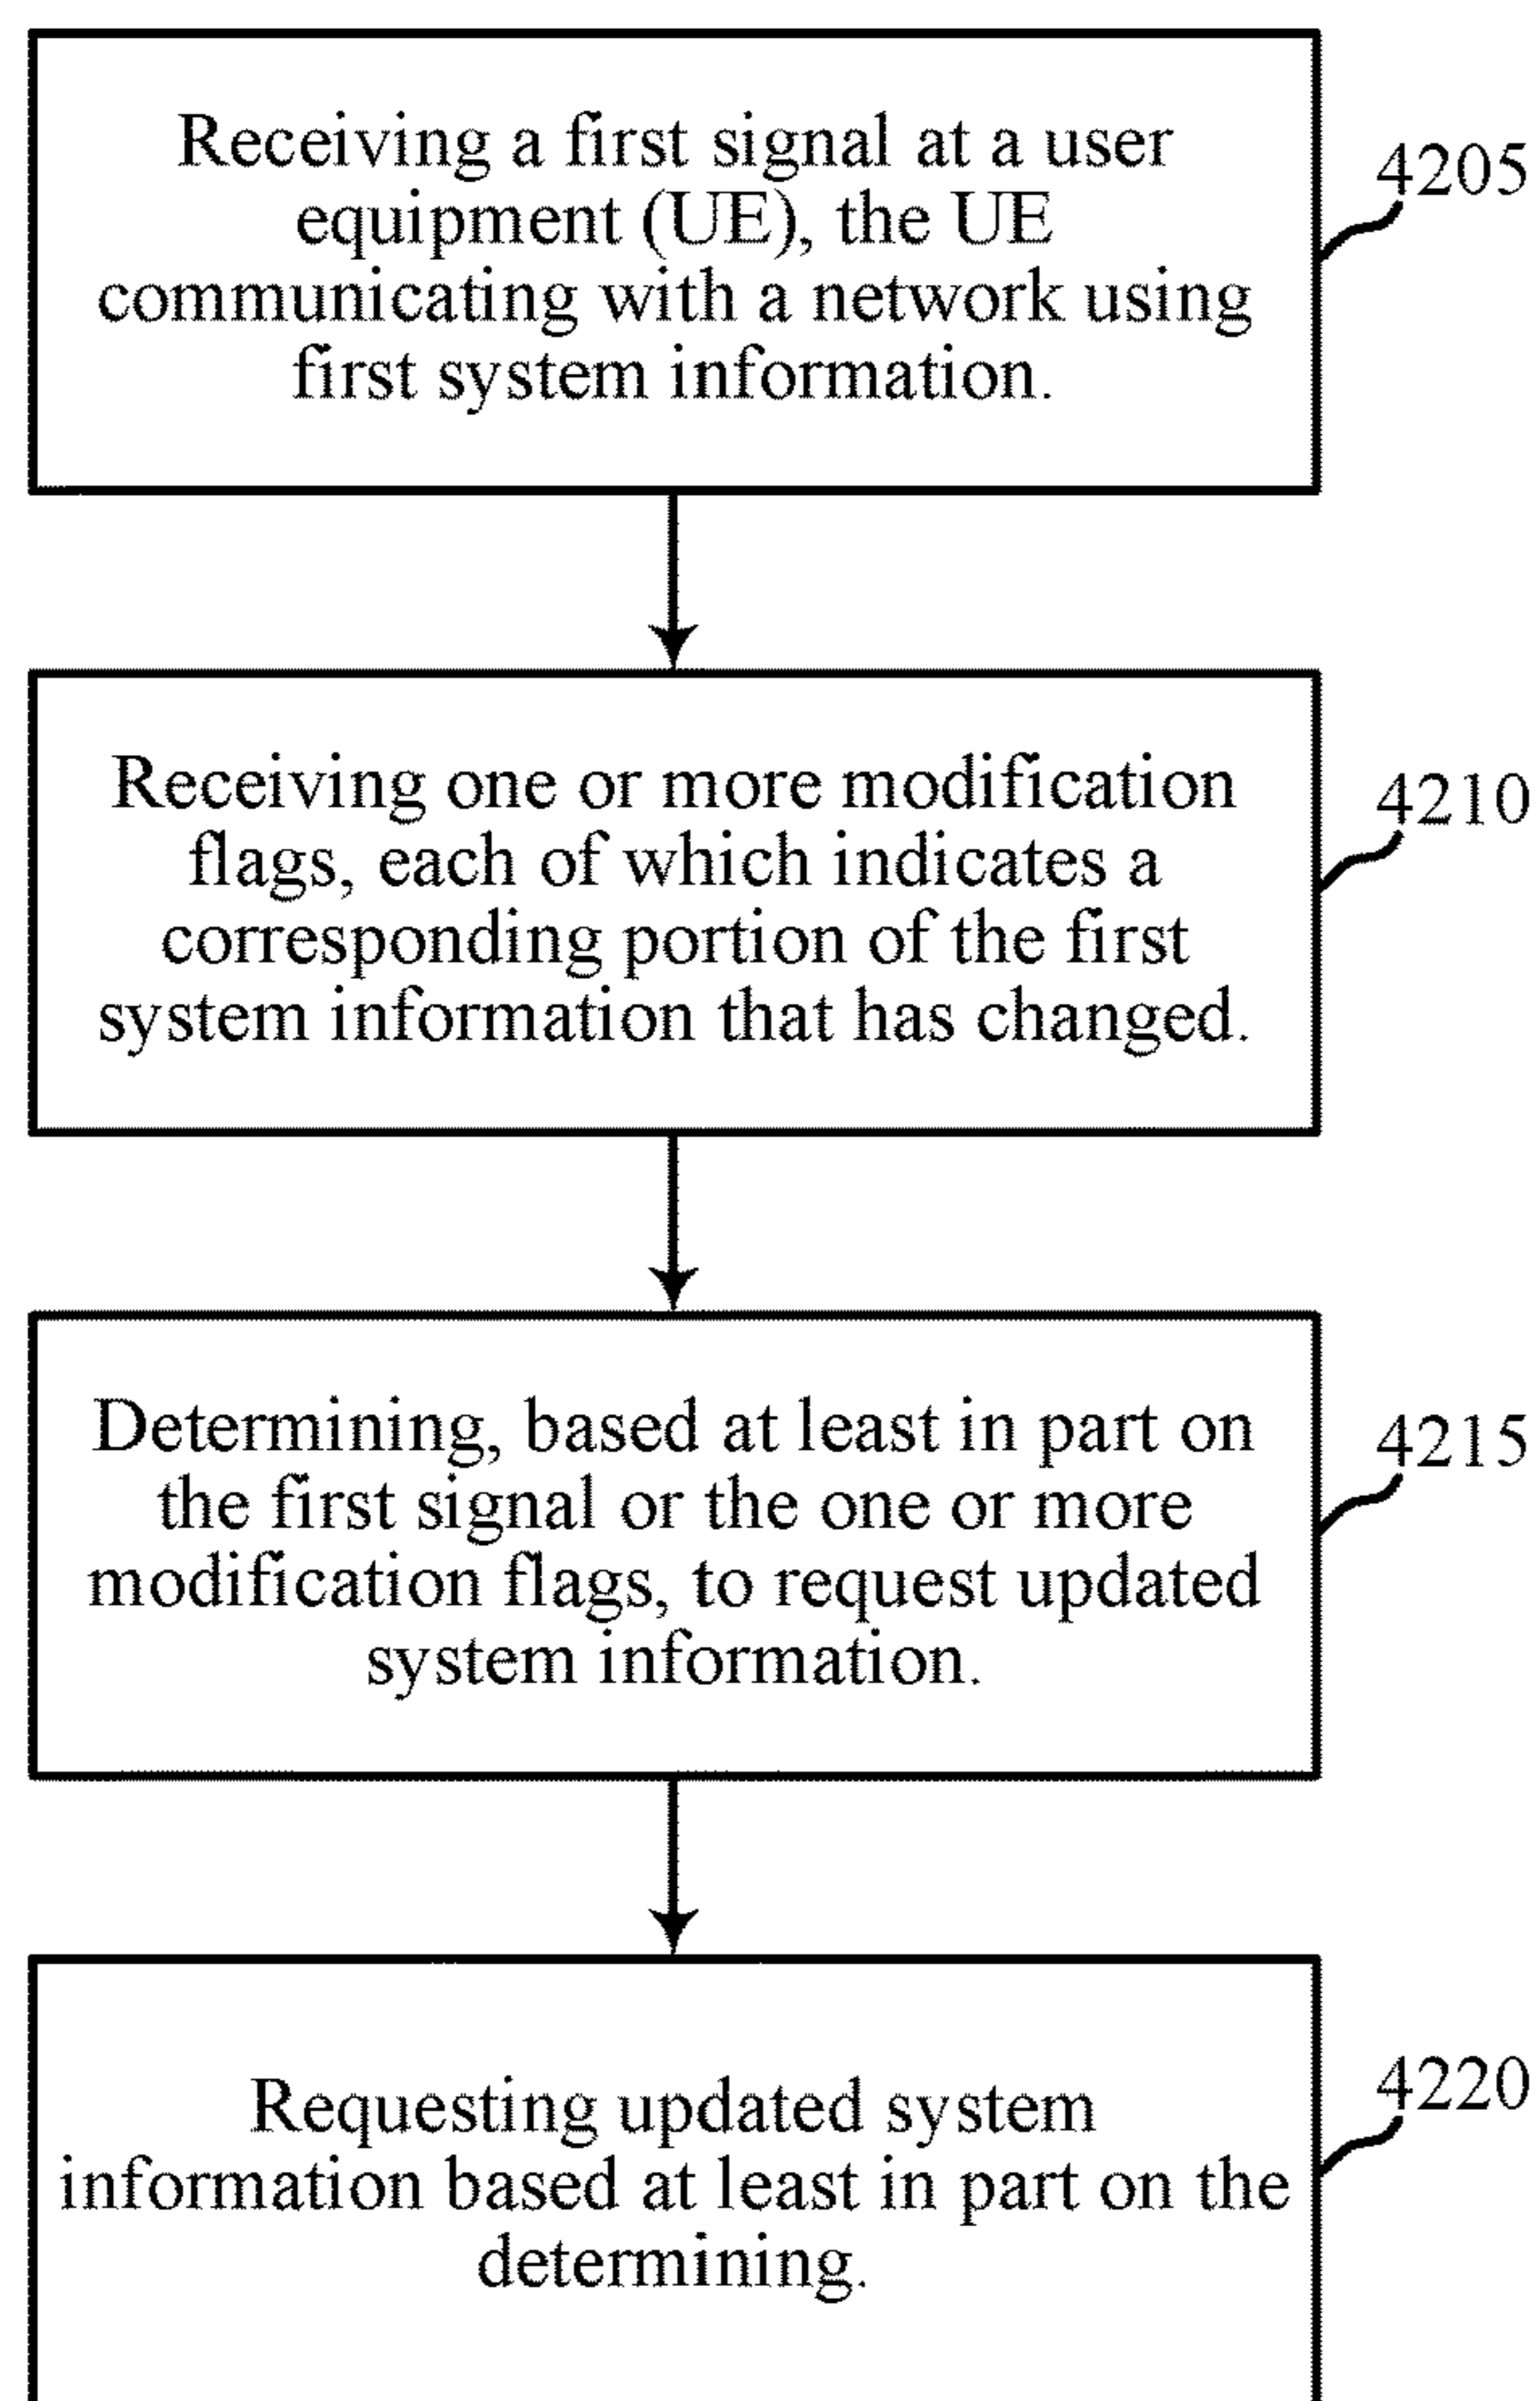 Receiving a first signal at a user
equipment (UE), the UE
communicating with a network using
first system information.
4205
Receiving one or more modification
flags, each of which indicates a
corresponding portion of the first
system information that has changed.
4210
Determining, based at least in part on
the first signal or the one or more
modification flags, to request updated
system information.
4215
Requesting updated system
information based at least in part on the
determining.
4220